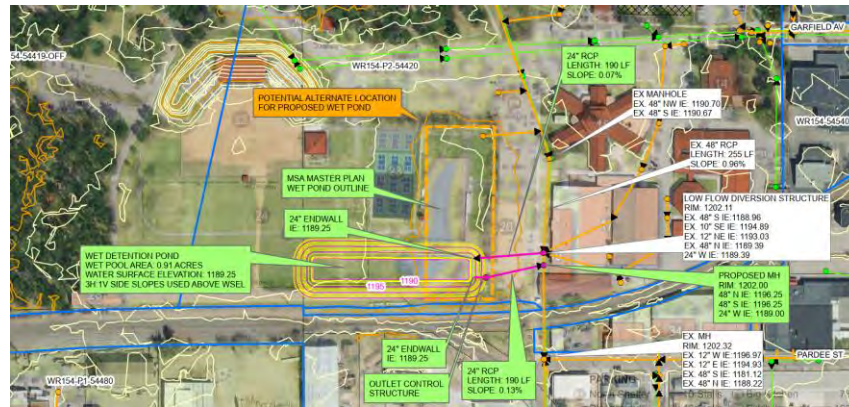 GARFIELD AV
54-54419-OFF
WR154-P2-54420
24" RCP
LENGTH: 190 LF
SLOPE: 0.07%
POTENTIAL ALTERNATE LOCATION
FOR PROPOSED WET POND
EX MANHOLE
EX. 48" NW IE: 1190.70
EX. 48" S IE: 1190.67
WR154-54540
EX. 48" RCP
LENGTH: 255 LF
SLOPE: 0.96%
MSA MASTER PLAN
WET POND OUTLINE
24" ENDWALL
IE: 1189.25
LOW FLOW DIVERSION STRUCTURE
RIM: 1202.11
EX. 48" S IE: 1188.96
EX. 10" SE IE: 1194.89
EX. 12" NE IE: 1193.03
EX. 48" N IE: 1189.39
24" W IE: 1189.39
WET DETENTION POND
WET POOL AREA: 0.91 ACRES
WATER SURFACE ELEVATION: 1189.25
3H:1V SIDE SLOPES USED ABOVE WSEL
1195
1190
PROPOSED MH
RIM: 1202.00
48" N IE: 1196.25
48" S IE: 1196.25
24" W IE: 1189.00
24" ENDWALL
IE: 1189.25
OUTLET CONTROL
STRUCTURE
24" RCP
LENGTH: 190 LF
SLOPE: 0.13%
EX. MH
RIM: 1202.32
EX. 12" W IE: 1196.97
EX. 12" E IE: 1194.93
EX. 48" S IE: 1181.12
EX. 48" N IE: 1188.22
PARDEE ST
WR154-P1-54480
PARKING